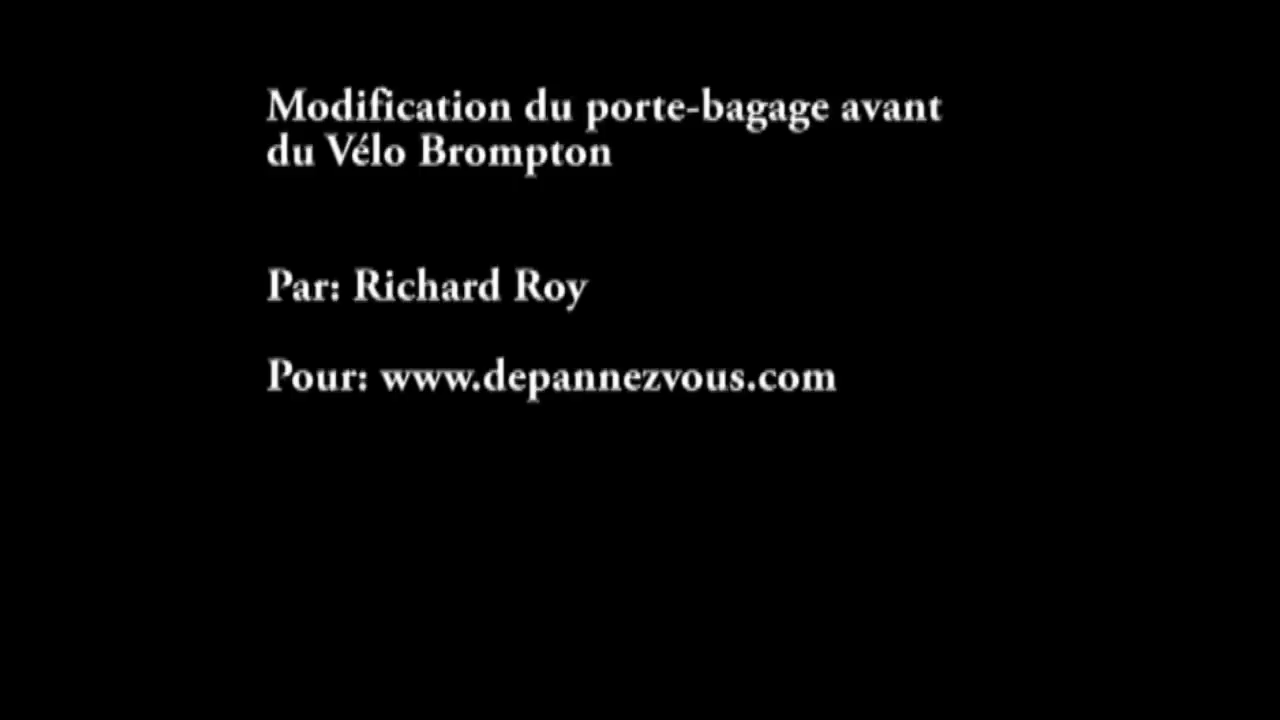 Modification du porte-bagage avant
du Vélo Brompton
Par: Richard Roy
Pour: www.depannezvous.com